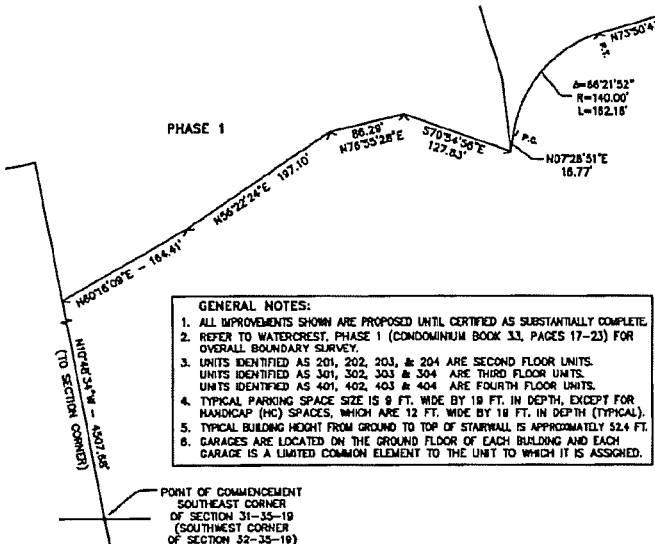 N73°50'4
P.T.
Δ=66°21'52"
R=140.00'
L=162.16'
PHASE 1
86.29'
N76°55'28"E
S70°54'56"E
127.83'
P.C.
N07°28'51"E
16.77'
N56°22'24"E 197.10'
N60°16'09"E - 164.41'
N10°48'54"W - 4507.68'
(TO SECTION CORNER)
GENERAL NOTES:
1. ALL IMPROVEMENTS SHOWN ARE PROPOSED UNTIL CERTIFIED AS SUBSTANTIALLY COMPLETE.
2. REFER TO WATERCREST, PHASE 1 (CONDOMINIUM BOOK 33, PAGES 17-23) FOR
OVERALL BOUNDARY SURVEY.
3. UNITS IDENTIFIED AS 201, 202, 203, & 204 ARE SECOND FLOOR UNITS.
UNITS IDENTIFIED AS 301, 302, 303 & 304 ARE THIRD FLOOR UNITS.
UNITS IDENTIFIED AS 401, 402, 403 & 404 ARE FOURTH FLOOR UNITS.
4. TYPICAL PARKING SPACE SIZE IS 9 FT. WIDE BY 19 FT. IN DEPTH, EXCEPT FOR
HANDICAP (HC) SPACES, WHICH ARE 12 FT. WIDE BY 19 FT. IN DEPTH (TYPICAL).
5. TYPICAL BUILDING HEIGHT FROM GROUND TO TOP OF STAIRWALL IS APPROXIMATELY 52.4 FT.
6. GARAGES ARE LOCATED ON THE GROUND FLOOR OF EACH BUILDING AND EACH
GARAGE IS A LIMITED COMMON ELEMENT TO THE UNIT TO WHICH IT IS ASSIGNED.
POINT OF COMMENCEMENT
SOUTHEAST CORNER
OF SECTION 31-35-19
(SOUTHWEST CORNER
OF SECTION 32-35-19)